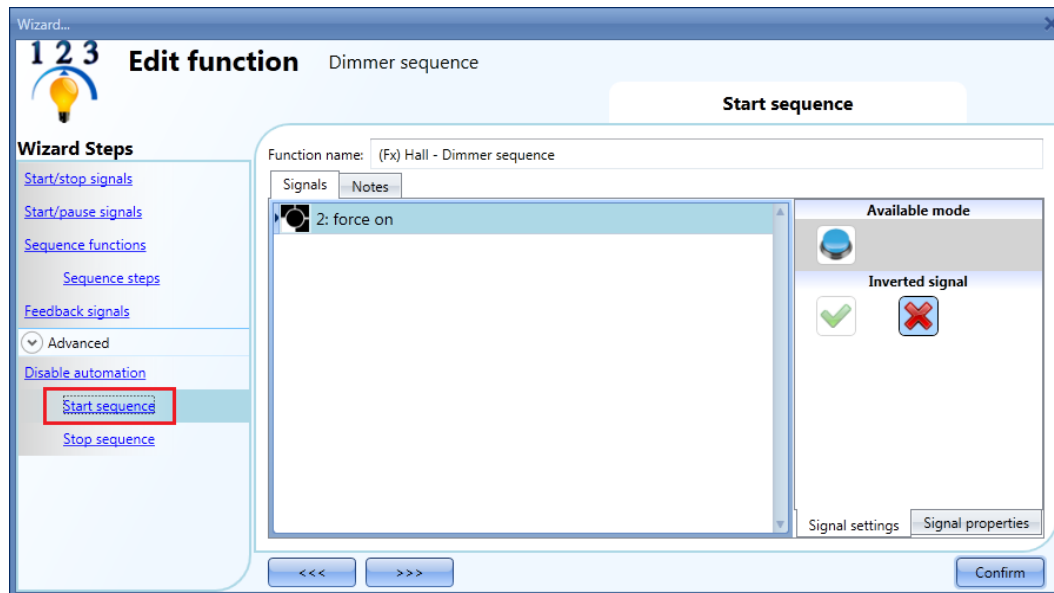 Wizard...
1 2 3
Edit function Dimmer sequence
Start sequence
Wizard Steps
Start/stop signals
Start/pause signals
Sequence functions
Sequence steps
Feedback signals
Advanced
Disable automation
Start sequence
Stop sequence
Function name: (Fx) Hall - Dimmer sequence
Signals Notes
2: force on
Available mode
Inverted signal
Signal settings Signal properties
<<< >>> Confirm